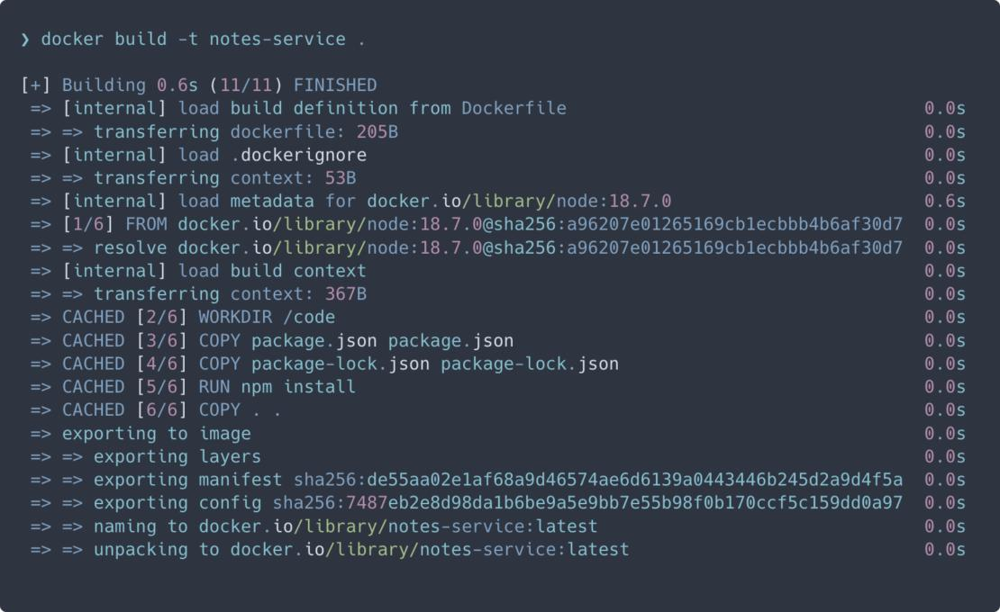 ❯ docker build -t notes-service .
[+] Building 0.6s (11/11) FINISHED
=> [internal] load build definition from Dockerfile 0.0s
=> => transferring dockerfile: 205B 0.0s
=> [internal] load .dockerignore 0.0s
=> => transferring context: 53B 0.0s
=> [internal] load metadata for docker.io/library/node:18.7.0 0.6s
=> [1/6] FROM docker.io/library/node:18.7.0@sha256:a96207e01265169cb1ecbbb4b6af30d7 0.0s
=> => resolve docker.io/library/node:18.7.0@sha256:a96207e01265169cb1ecbbb4b6af30d7 0.0s
=> [internal] load build context 0.0s
=> => transferring context: 367B 0.0s
=> CACHED [2/6] WORKDIR /code 0.0s
=> CACHED [3/6] COPY package.json package.json 0.0s
=> CACHED [4/6] COPY package-lock.json package-lock.json 0.0s
=> CACHED [5/6] RUN npm install 0.0s
=> CACHED [6/6] COPY . . 0.0s
=> exporting to image 0.0s
=> => exporting layers 0.0s
=> => exporting manifest sha256:de55aa02e1af68a9d46574ae6d6139a0443446b245d2a9d4f5a 0.0s
=> => exporting config sha256:7487eb2e8d98da1b6be9a5e9bb7e55b98f0b170ccf5c159dd0a97 0.0s
=> => naming to docker.io/library/notes-service:latest 0.0s
=> => unpacking to docker.io/library/notes-service:latest 0.0s